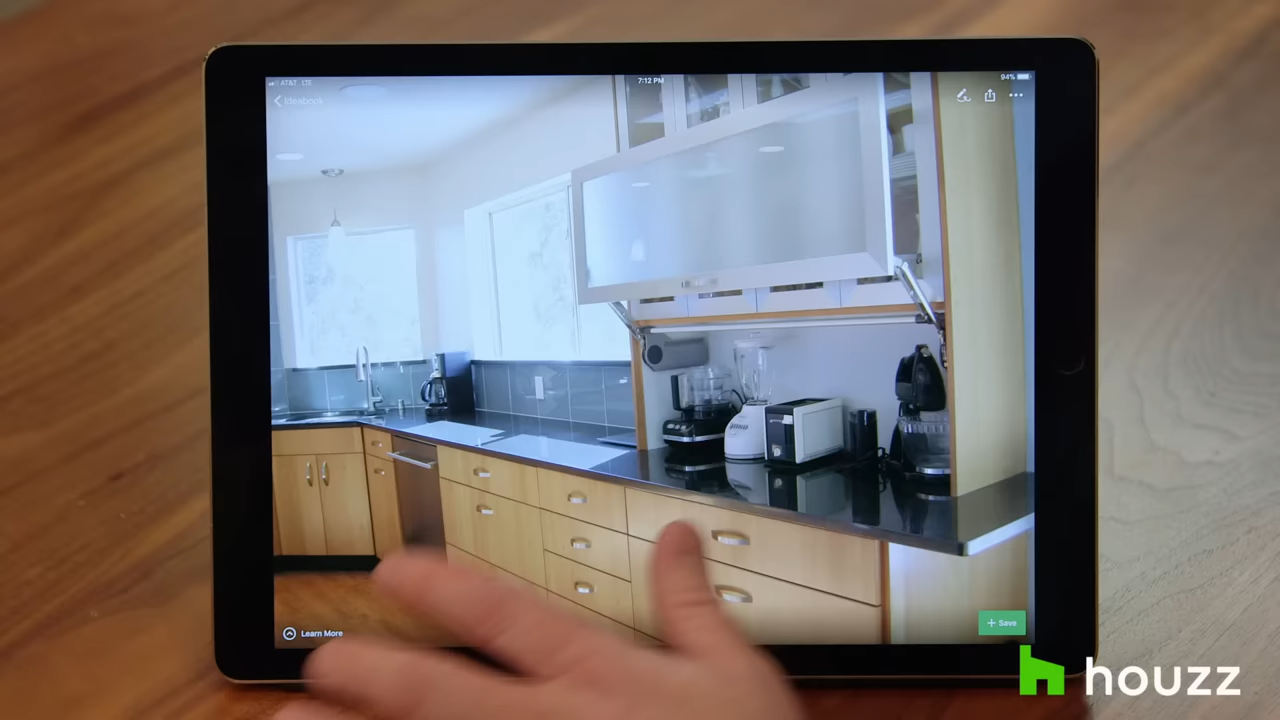 AT&T LTE
7:12 PM
94%
Ideabook
Learn More
+ Save
houzz